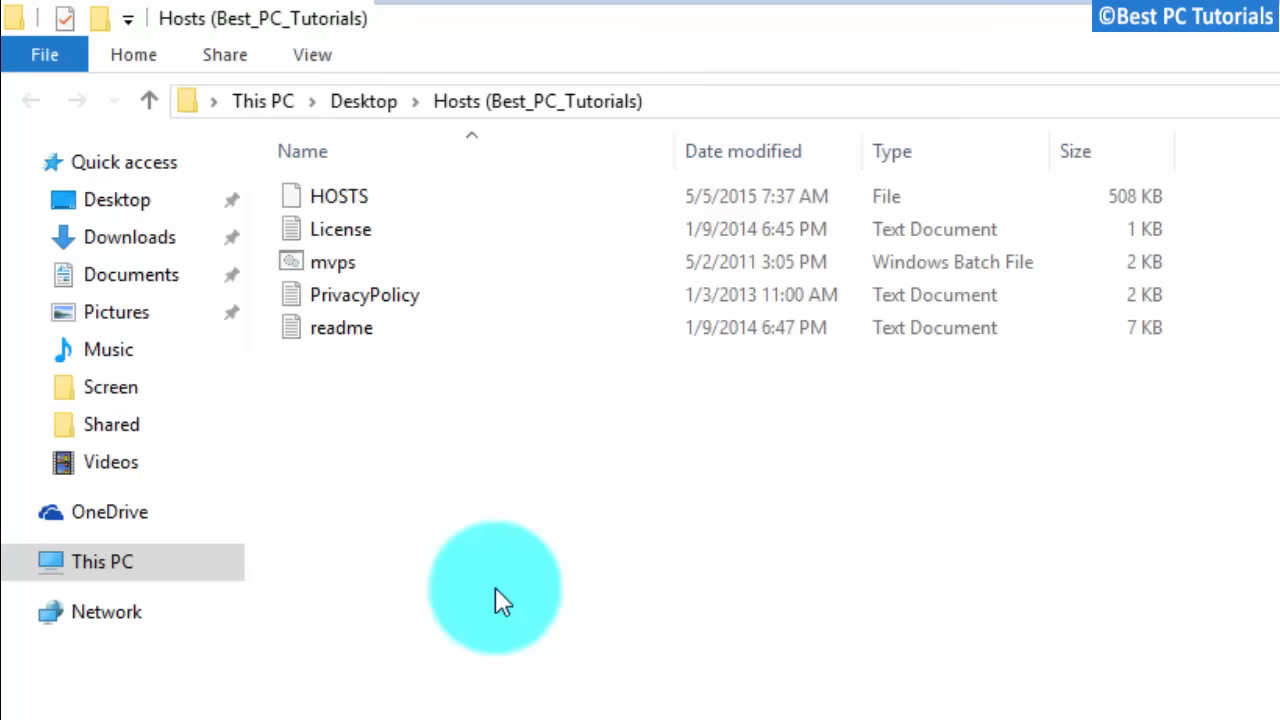 Hosts (Best_PC_Tutorials)
©Best PC Tutorials
File Home Share View
This PC Desktop Hosts (Best_PC_Tutorials)
Name Date modified Type Size
Quick access
Desktop
Downloads
Documents
Pictures
Music
Screen
Shared
Videos
OneDrive
This PC
Network
HOSTS 5/5/2015 7:37 AM File 508 KB
License 1/9/2014 6:45 PM Text Document 1 KB
mvps 5/2/2011 3:05 PM Windows Batch File 2 KB
PrivacyPolicy 1/3/2013 11:00 AM Text Document 2 KB
readme 1/9/2014 6:47 PM Text Document 7 KB